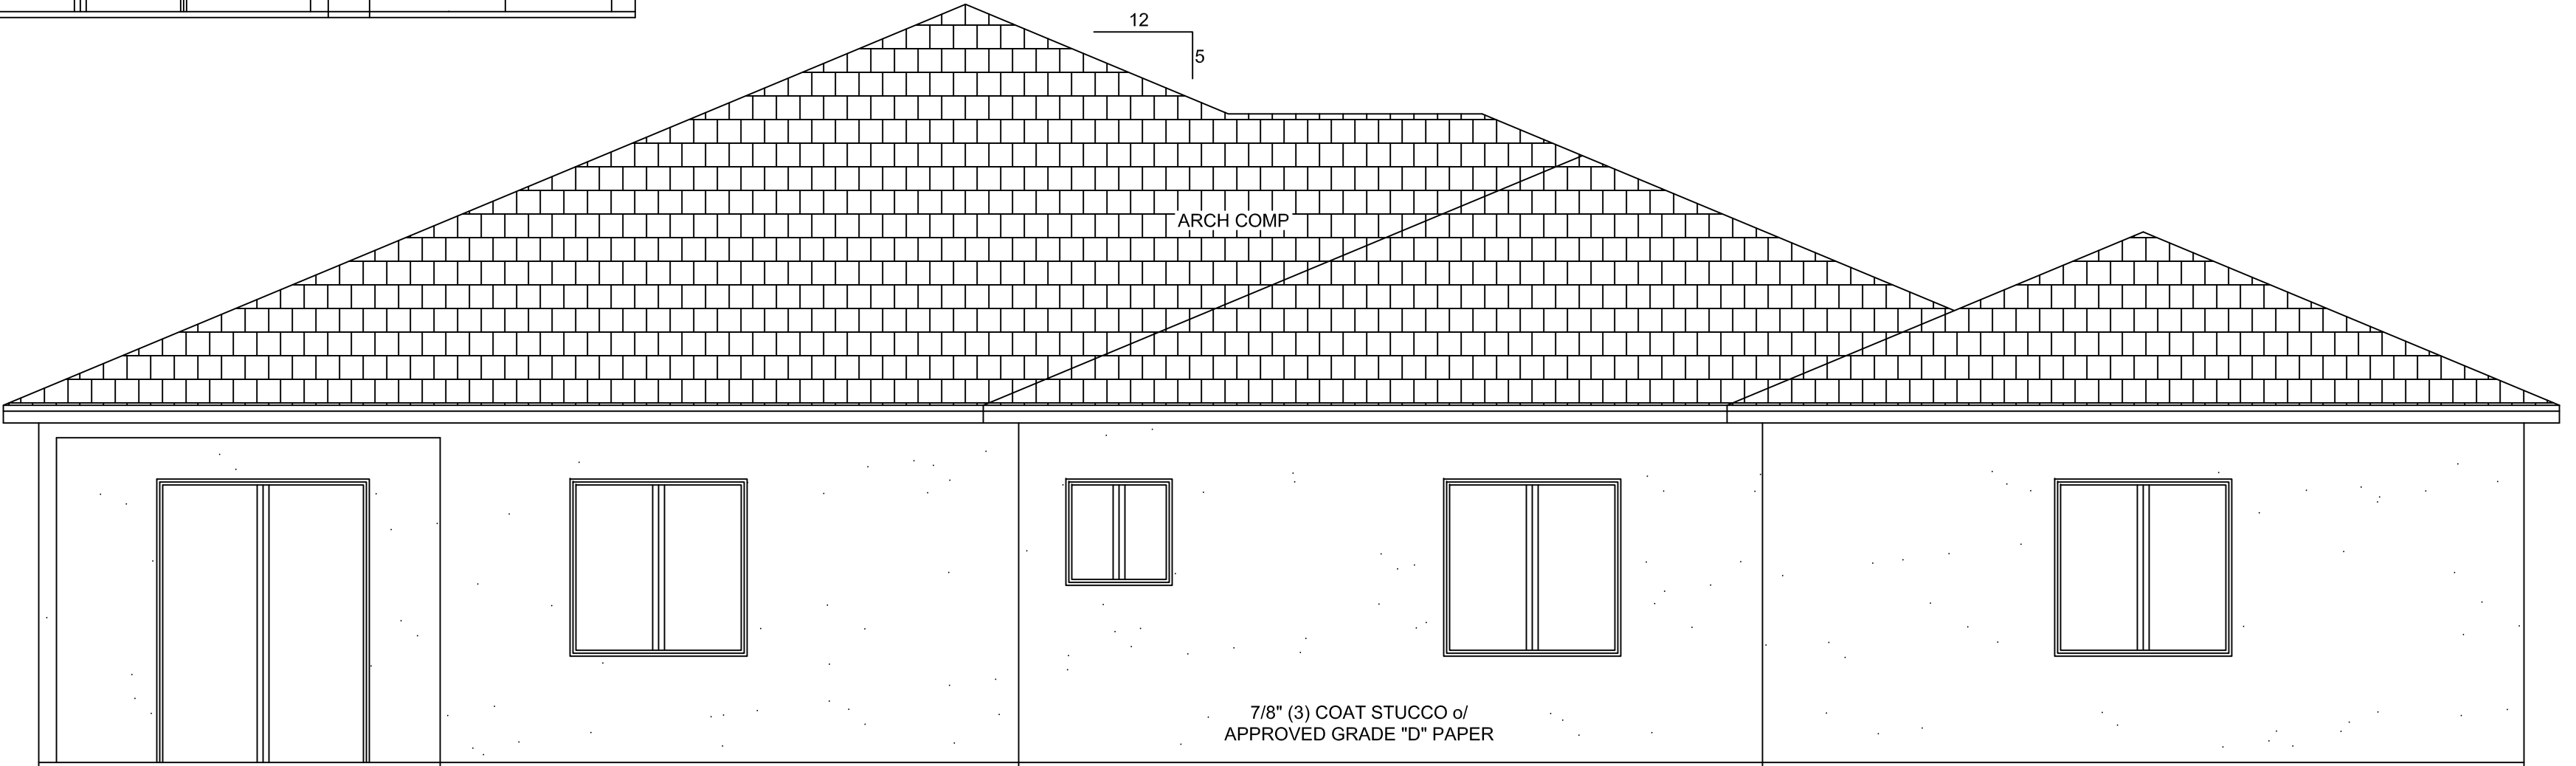 12
5
ARCH COMP
7/8" (3) COAT STUCCO o/
APPROVED GRADE "D" PAPER